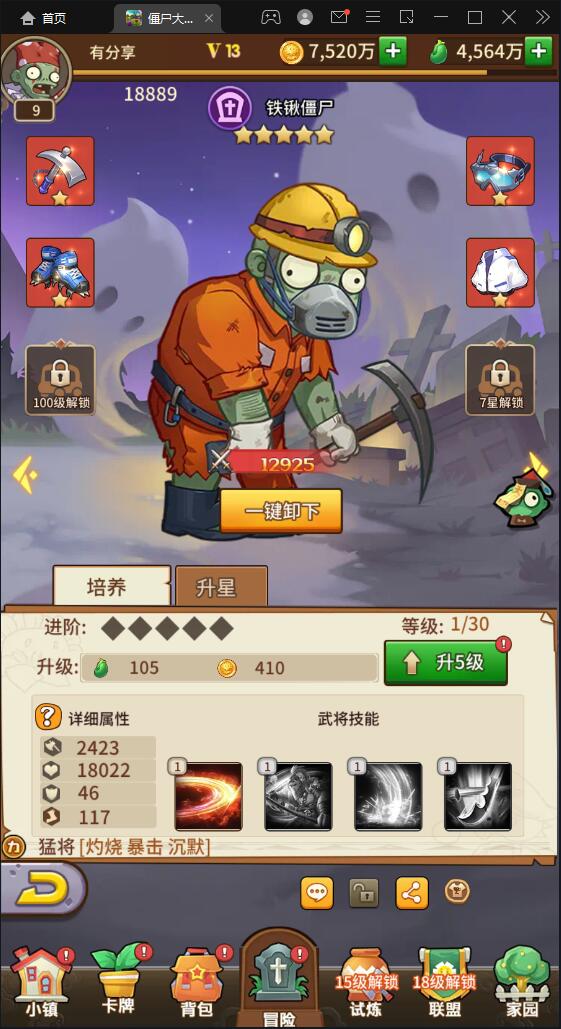 首页
僵尸大...
有分享
V 13
7,520万
4,564万
9
18889
铁锹僵尸
100级解锁
7星解锁
12925
一键卸下
培养
升星
进阶:
等级: 1/30
升级:
105
410
升5级
详细属性
武将技能
2423
18022
46
117
1
1
1
1
力
猛将 [灼烧 暴击 沉默]
15级解锁
18级解锁
小镇
卡牌
背包
冒险
试炼
联盟
家园